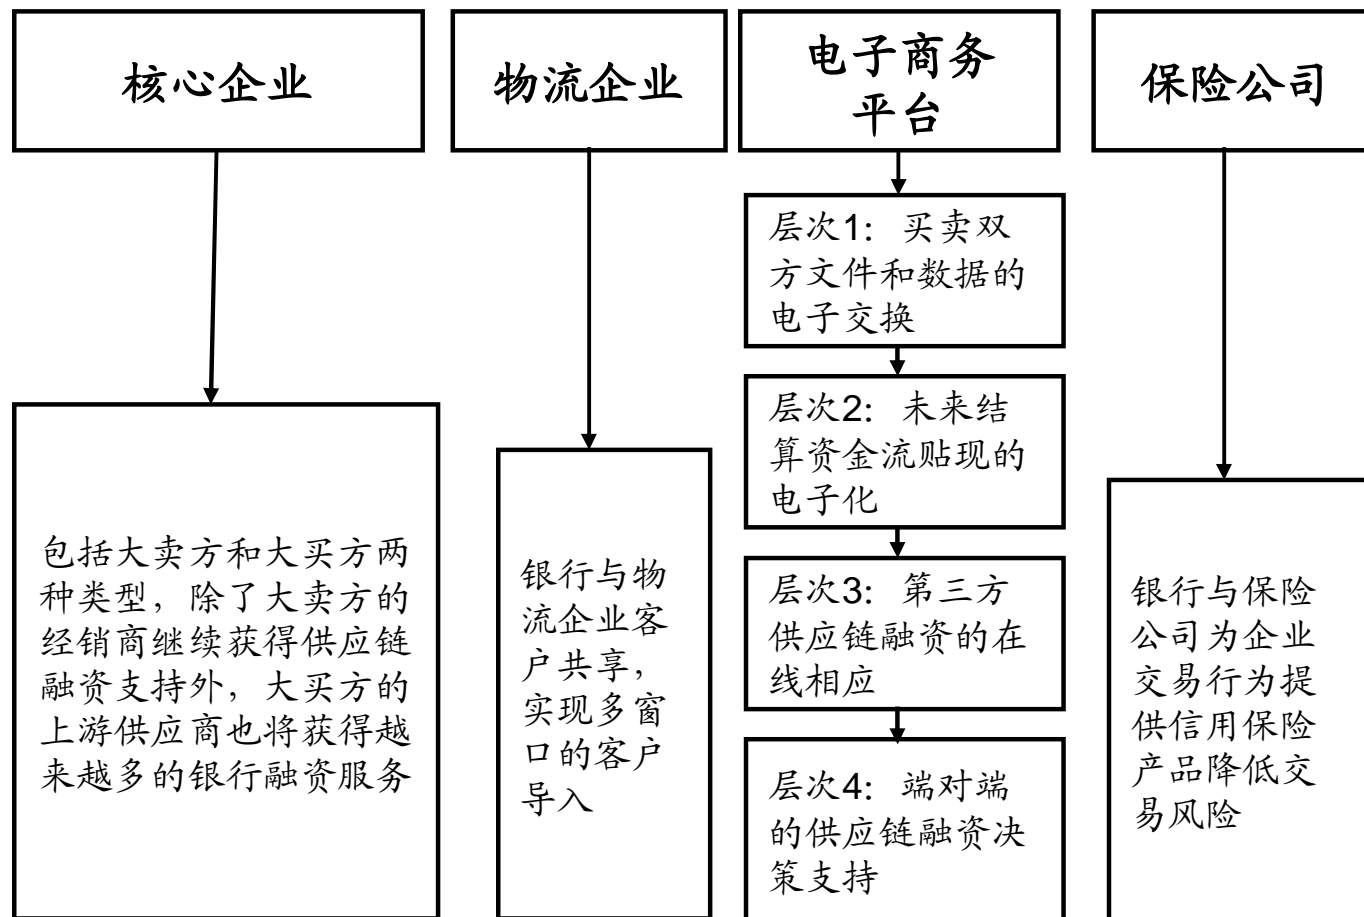 核心企业
物流企业
电子商务
平台
保险公司
包括大卖方和大买方两
种类型，除了大卖方的
经销商继续获得供应链
融资支持外，大买方的
上游供应商也将获得越
来越多的银行融资服务
银行与物
流企业客
户共享，
实现多窗
口的客户
导入
层次1：买卖双
方文件和数据的
电子交换
层次2：未来结
算资金流贴现的
电子化
层次3：第三方
供应链融资的在
线相应
层次4：端对端
的供应链融资决
策支持
银行与保险
公司为企业
交易行为提
供信用保险
产品降低交
易风险